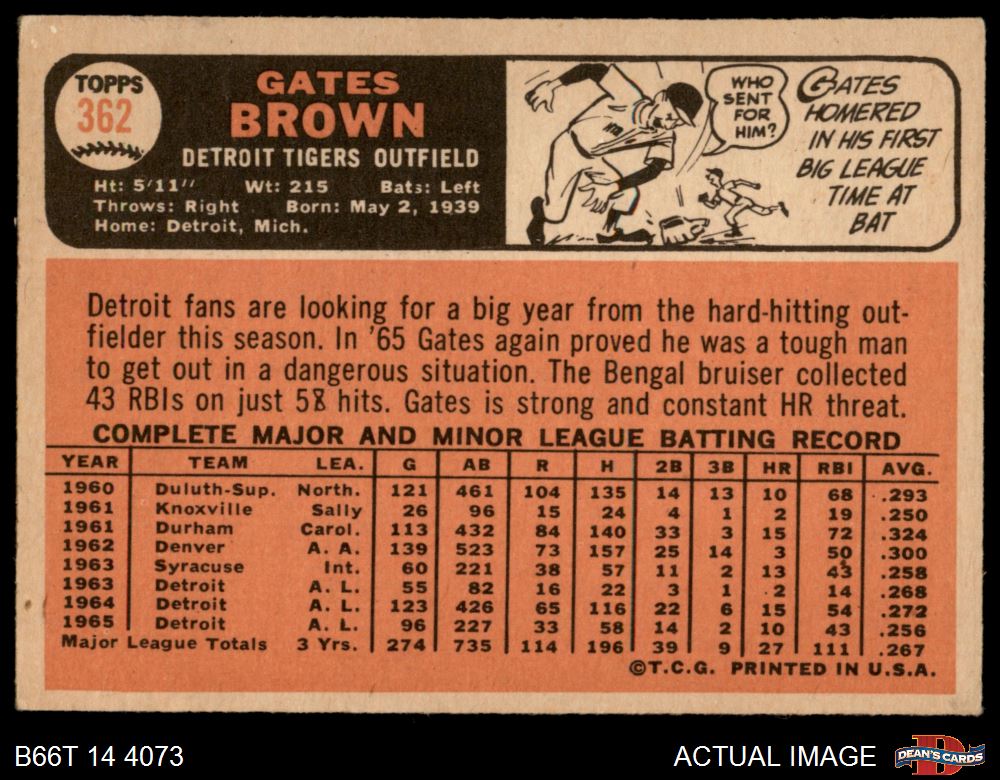 TOPPS
362
GATES
BROWN
DETROIT TIGERS OUTFIELD
Ht: 5'11" Wt: 215 Bats: Left
Throws: Right Born: May 2, 1939
Home: Detroit, Mich.
WHO
SENT
FOR
HIM?
GATES
HOMERED
IN HIS FIRST
BIG LEAGUE
TIME AT
BAT
Detroit fans are looking for a big year from the hard-hitting out-
fielder this season. In '65 Gates again proved he was a tough man
to get out in a dangerous situation. The Bengal bruiser collected
43 RBIs on just 58 hits. Gates is strong and constant HR threat.
COMPLETE MAJOR AND MINOR LEAGUE BATTING RECORD
YEAR TEAM LEA. G AB R H 2B 3B HR RBI AVG.
1960 Duluth-Sup. North. 121 461 104 135 14 13 10 68 .293
1961 Knoxville Sally 26 96 15 24 4 1 2 19 .250
1961 Durham Carol. 113 432 84 140 33 3 15 72 .324
1962 Denver A. A. 139 523 73 157 25 14 3 50 .300
1963 Syracuse Int. 60 221 38 57 11 2 13 43 .258
1963 Detroit A. L. 55 82 16 22 3 1 2 14 .268
1964 Detroit A. L. 123 426 65 116 22 6 15 54 .272
1965 Detroit A. L. 96 227 33 58 14 2 10 43 .256
Major League Totals 3 Yrs. 274 735 114 196 39 9 27 111 .267
©T.C.G. PRINTED IN U.S.A.
B66T 14 4073
ACTUAL IMAGE
DEAN'S CARDS